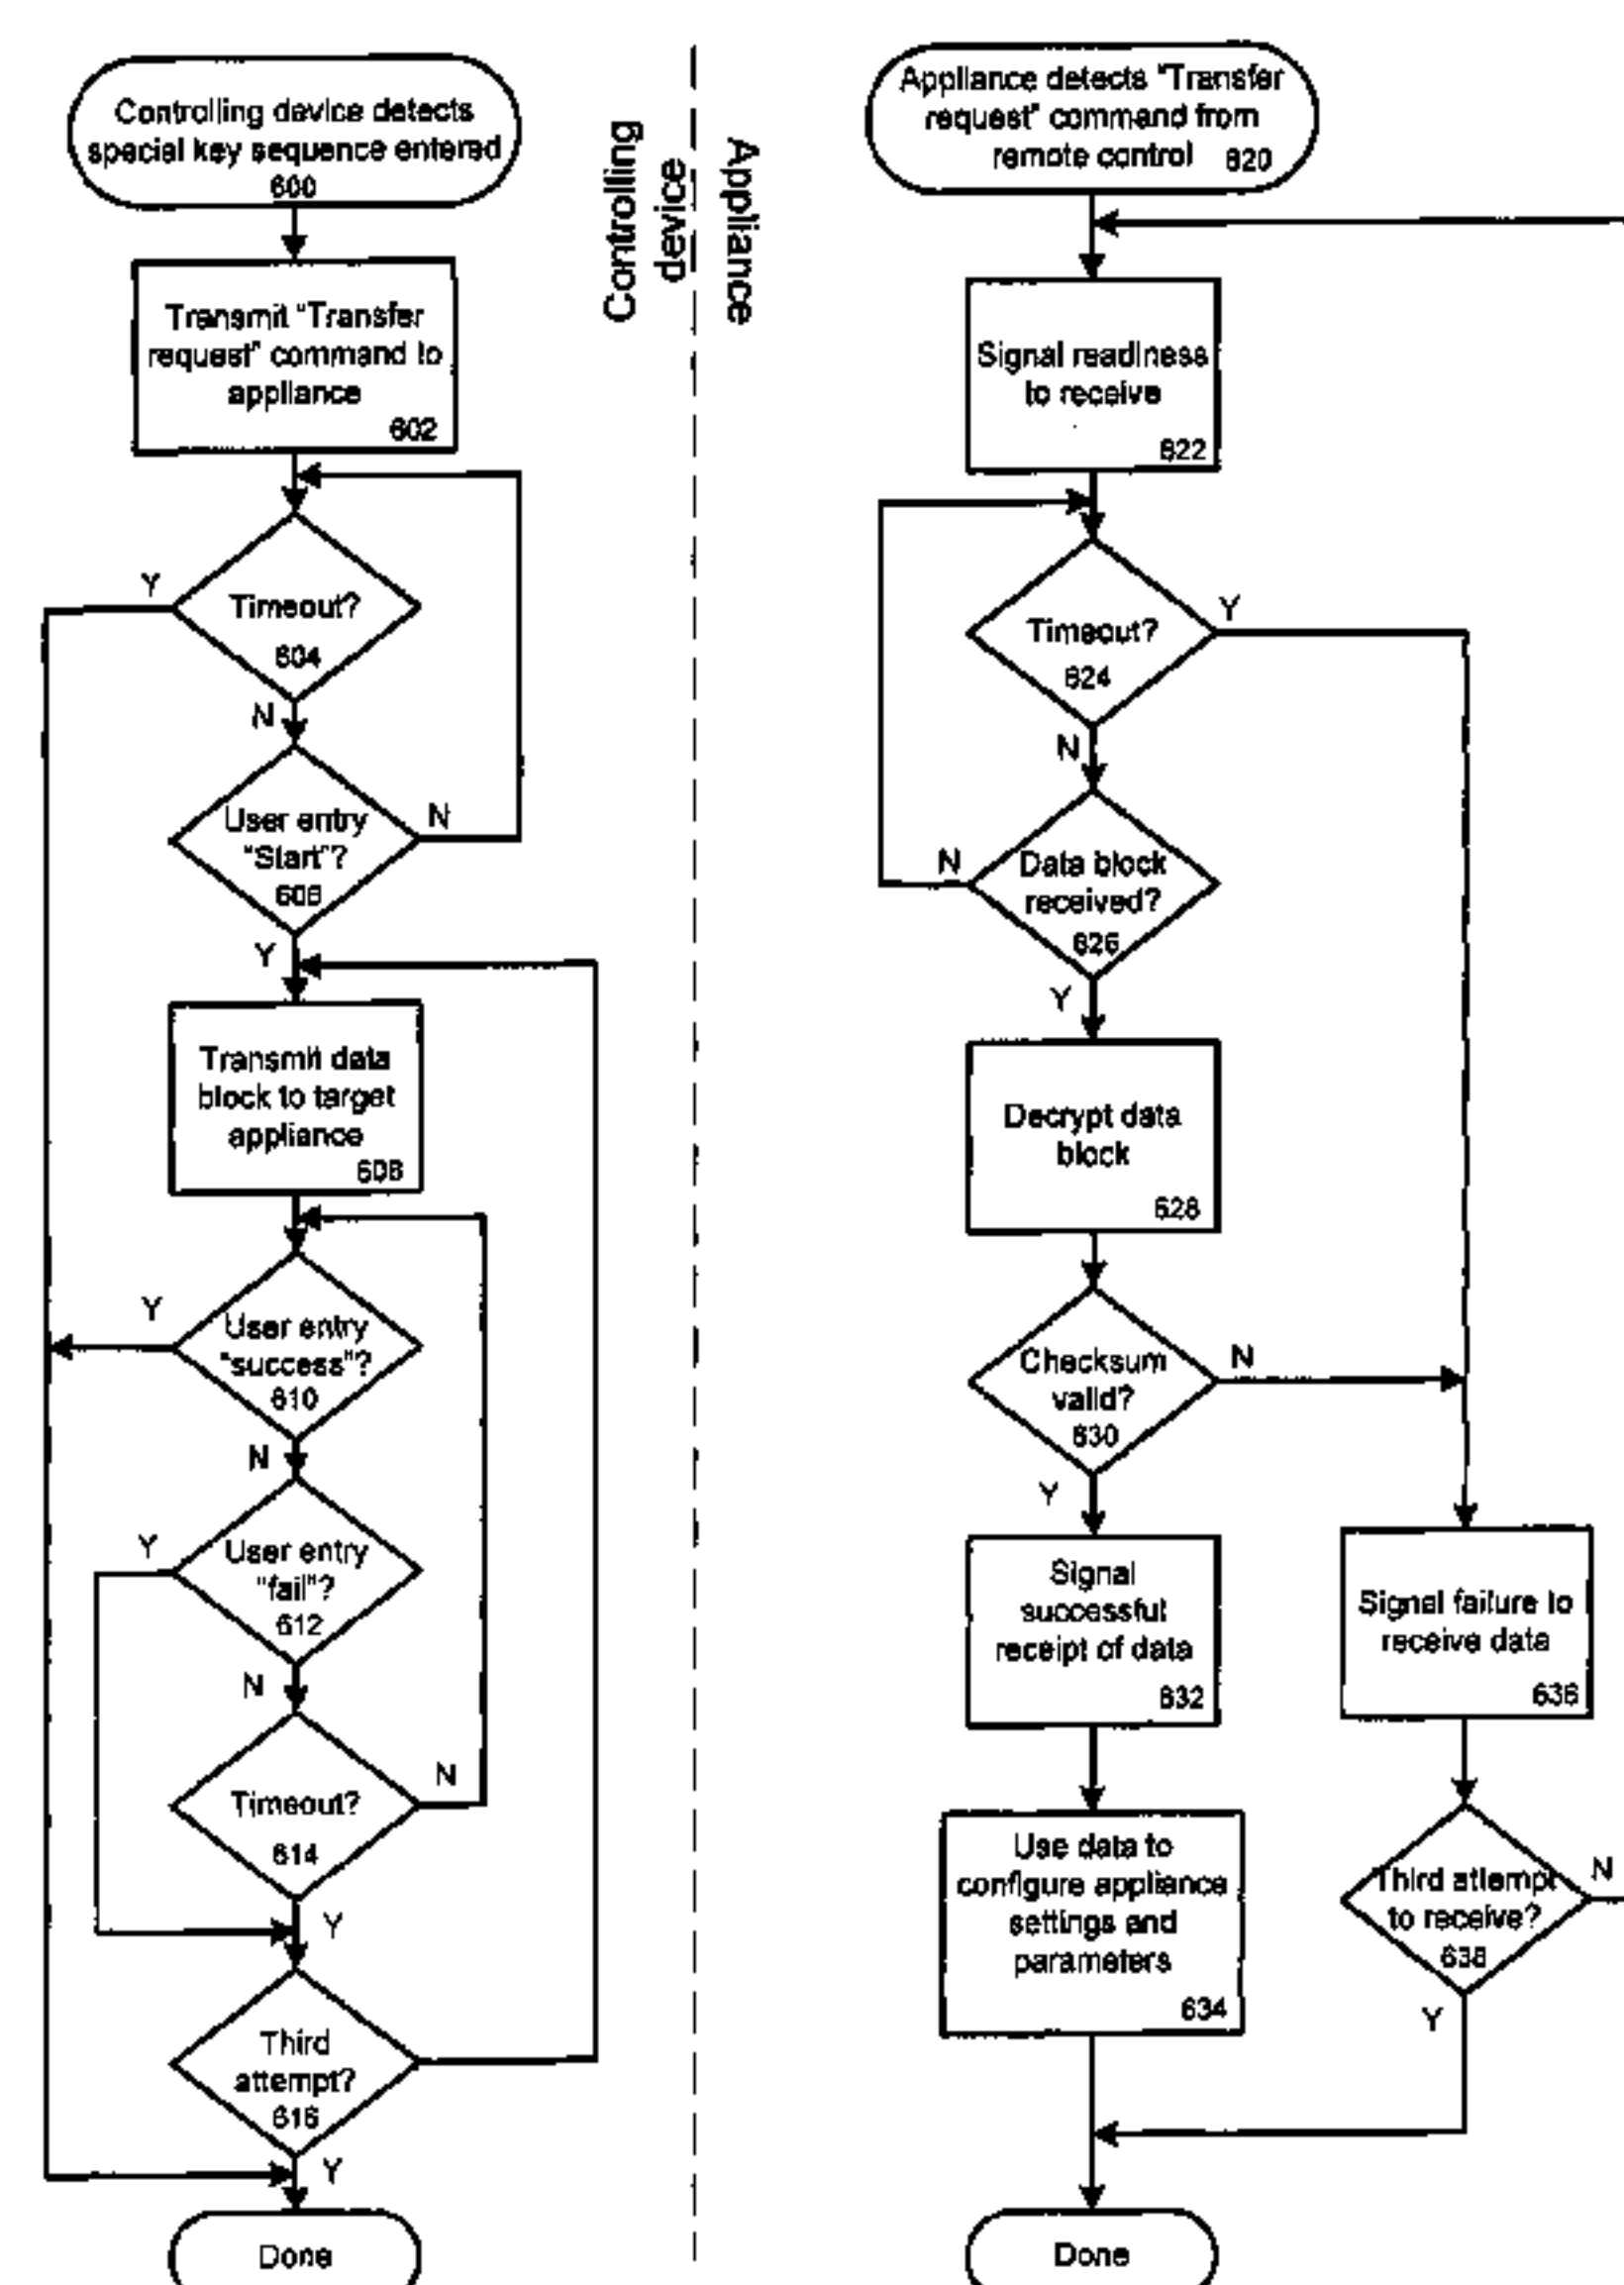 Controlling device detects
special key sequence entered
600
Transmit "Transfer
request" command to
appliance
602
Y
Timeout?
604
N
User entry
"Start"?
606
N
Y
Transmit data
block to target
appliance
608
Y
User entry
"success"?
610
N
Y
User entry
"fail"?
612
N
Timeout?
614
N
Y
Third
attempt?
616
Y
Done
Controlling
device
Appliance
Appliance detects "Transfer
request" command from
remote control 620
Signal readiness
to receive
622
Timeout?
624
Y
N
N
Data block
received?
626
Y
Decrypt data
block
628
Checksum
valid?
630
N
Y
Signal
successful
receipt of data
632
Use data to
configure appliance
settings and
parameters
634
Signal failure to
receive data
636
Third attempt
to receive?
638
N
Y
Done